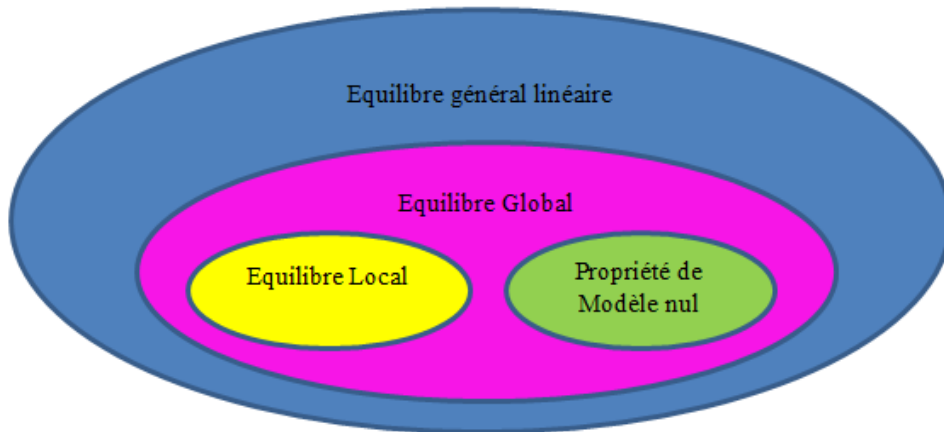 Equilibre général linéaire
Equilibre Global
Equilibre Local
Propriété de
Modèle nul